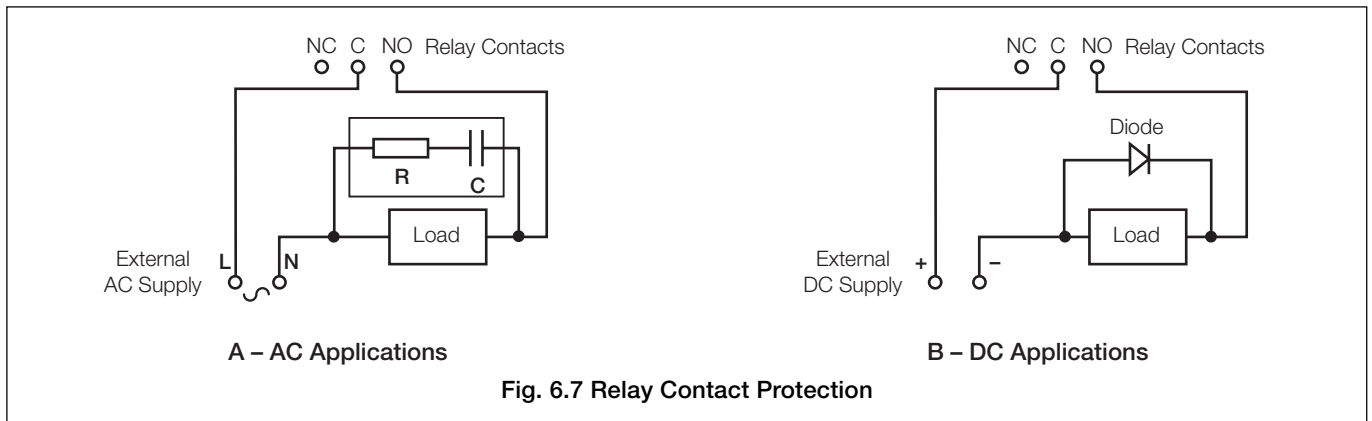 NC C NO Relay Contacts
R
C
Load
External
AC Supply
L N
A – AC Applications
NC C NO Relay Contacts
Diode
Load
External
DC Supply
+ –
B – DC Applications
Fig. 6.7 Relay Contact Protection